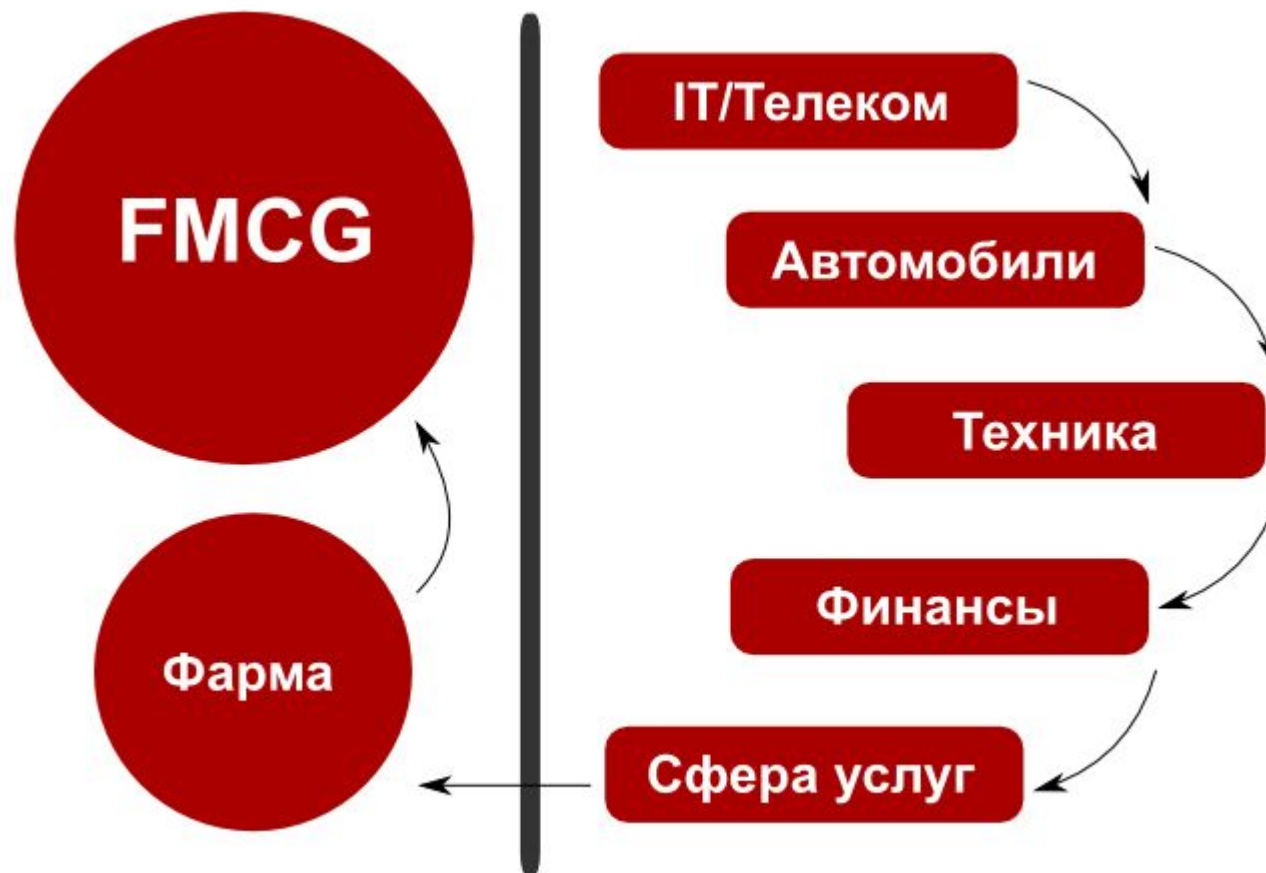 FMCG
Фарма
IT/Телеком
Автомобили
Техника
Финансы
Сфера услуг